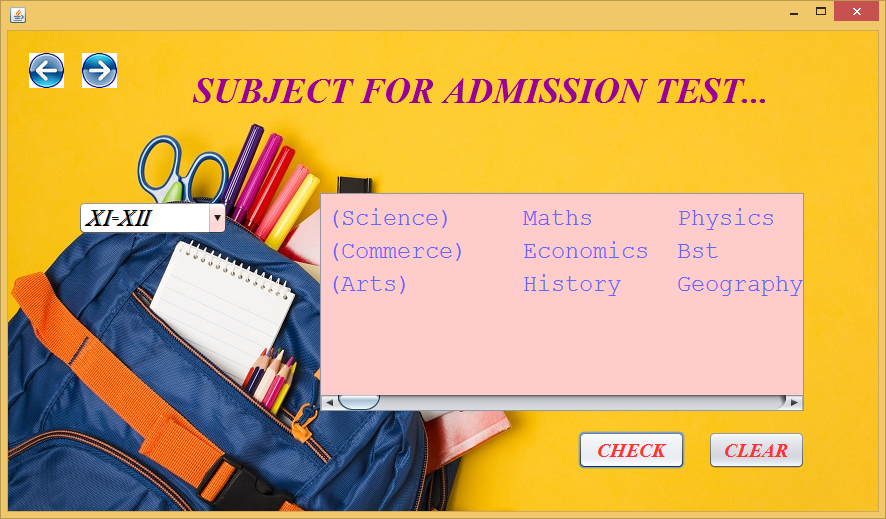 SUBJECT FOR ADMISSION TEST...
XI-XII
(Science) Maths Physics
(Commerce) Economics Bst
(Arts) History Geography
CHECK CLEAR